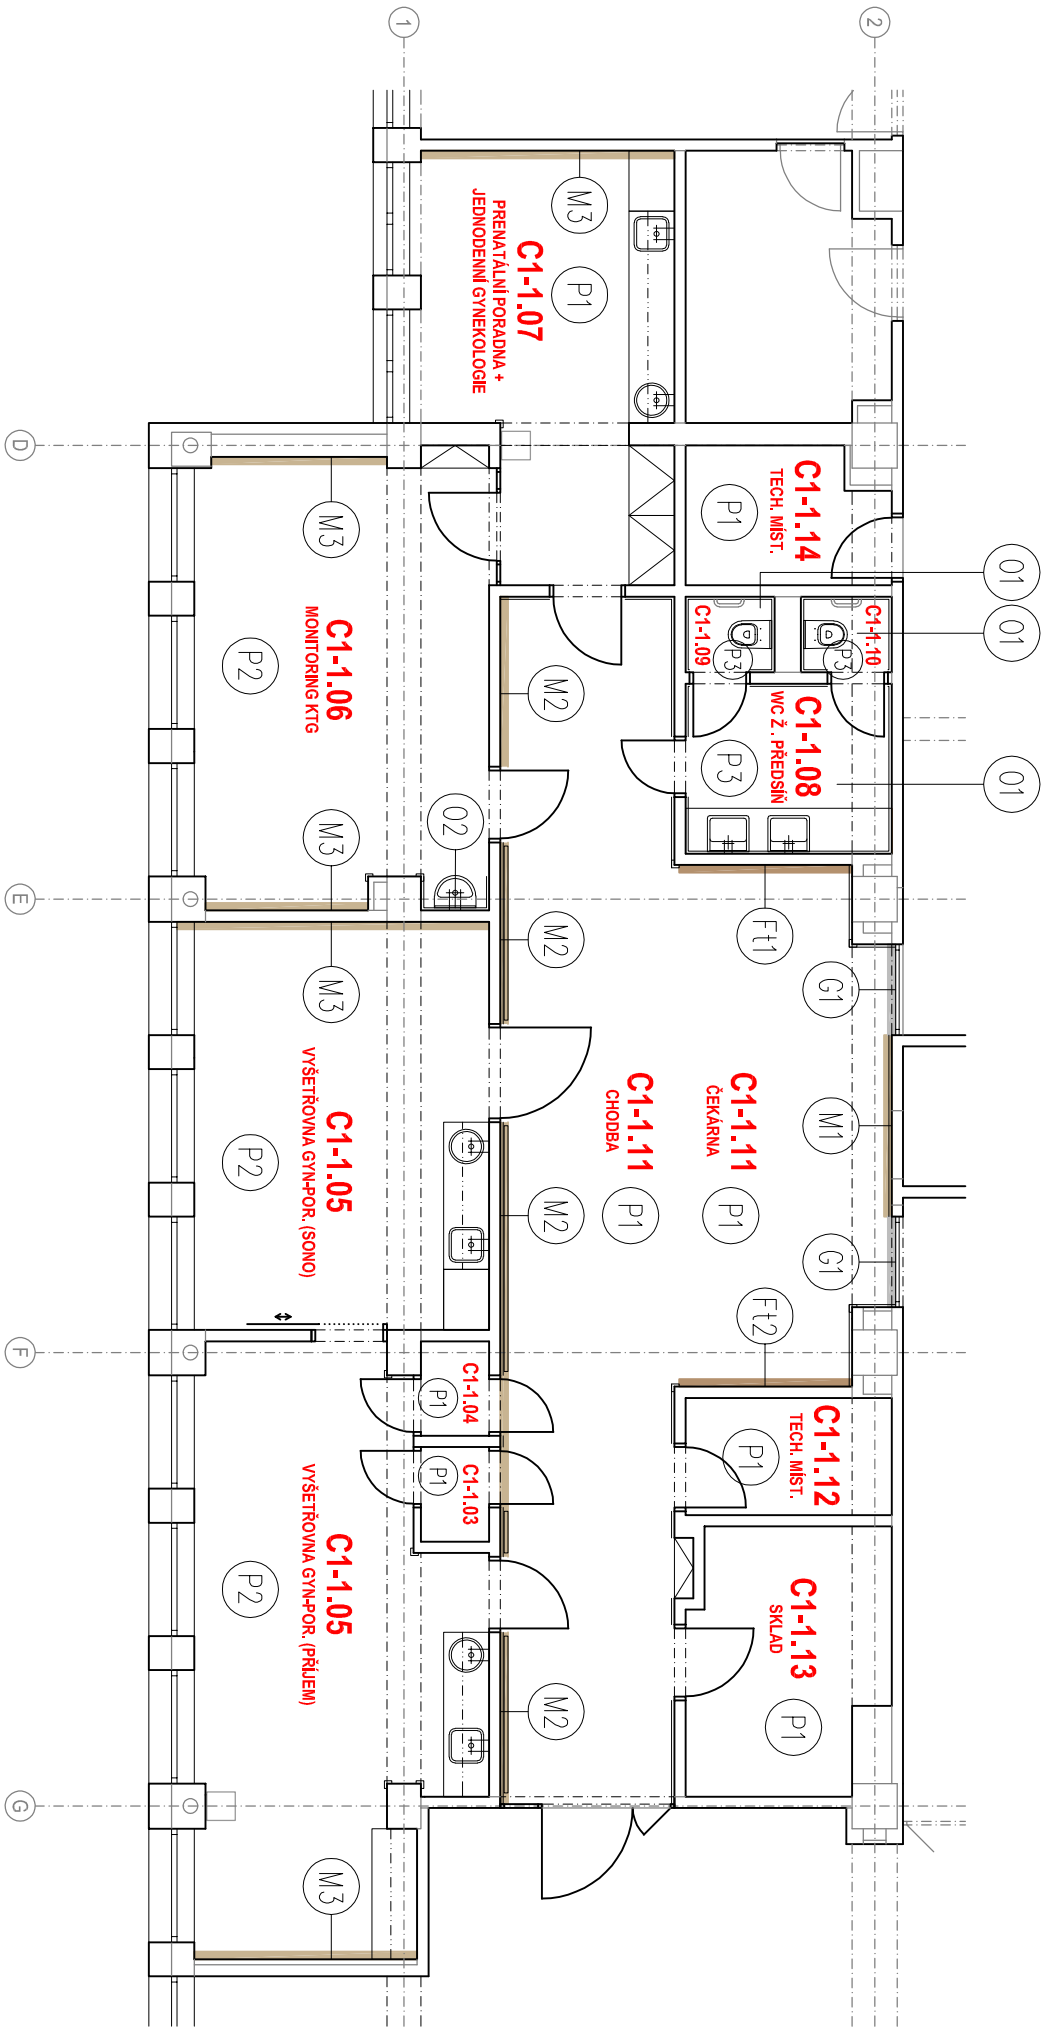 1
2
D
E
F
G
M3
P1
C1-1.07
PRENATÁLNÍ PORADNA +
JEDNODENNÍ GYNEKOLOGIE
C1-1.14
TECH. MÍST.
P1
O1
O1
O1
C1-1.09
P3
C1-1.10
P3
C1-1.08
WC Ž. PŘEDSÍŇ
P3
M3
C1-1.06
MONITORING KTG
P2
M3
O2
M2
M2
Ft1
G1
M3
C1-1.05
VYŠETŘOVNA GYN-POR. (SONO)
P2
C1-1.11
ČEKÁRNA
P1
C1-1.11
CHODBA
P1
M1
M2
G1
Ft2
C1-1.04
P1
C1-1.03
P1
C1-1.12
TECH. MÍST.
P1
C1-1.13
SKLAD
P1
C1-1.05
VYŠETŘOVNA GYN-POR. (PŘÍJEM)
P2
M2
M3